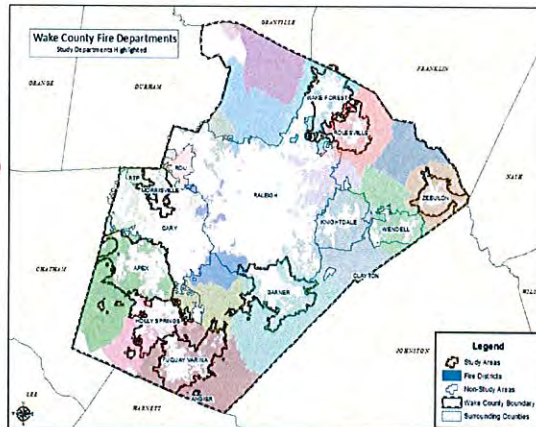 Wake County Fire Departments
Study Departments Highlighted
GRANVILLE
FRANKLIN
ORANGE
DURHAM
WAKE FOREST
ROLESVILLE
NASH
RTP
RDU
MORRISVILLE
RALEIGH
ZEBULON
CARY
KNIGHTDALE
WENDELL
CHATHAM
APEX
GARNER
CLAYTON
HOLLY SPRINGS
FUQUAY VARINA
JOHNSTON
ANGIER
LEE
HARNETT
Legend
Study Areas
Fire Districts
Non-Study Areas
Wake County Boundary
Surrounding Counties